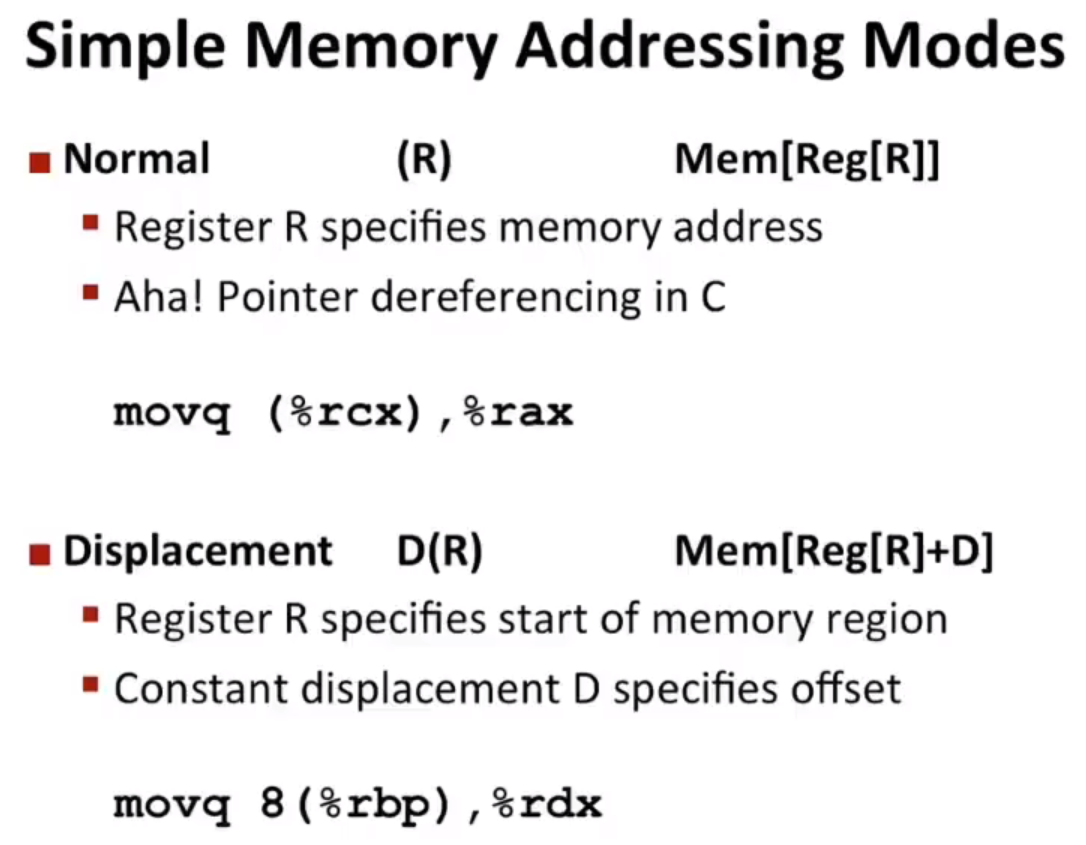 Simple Memory Addressing Modes
Normal (R) Mem[Reg[R]]
Register R specifies memory address
Aha! Pointer dereferencing in C
movq (%rcx),%rax
Displacement D(R) Mem[Reg[R]+D]
Register R specifies start of memory region
Constant displacement D specifies offset
movq 8(%rbp),%rdx